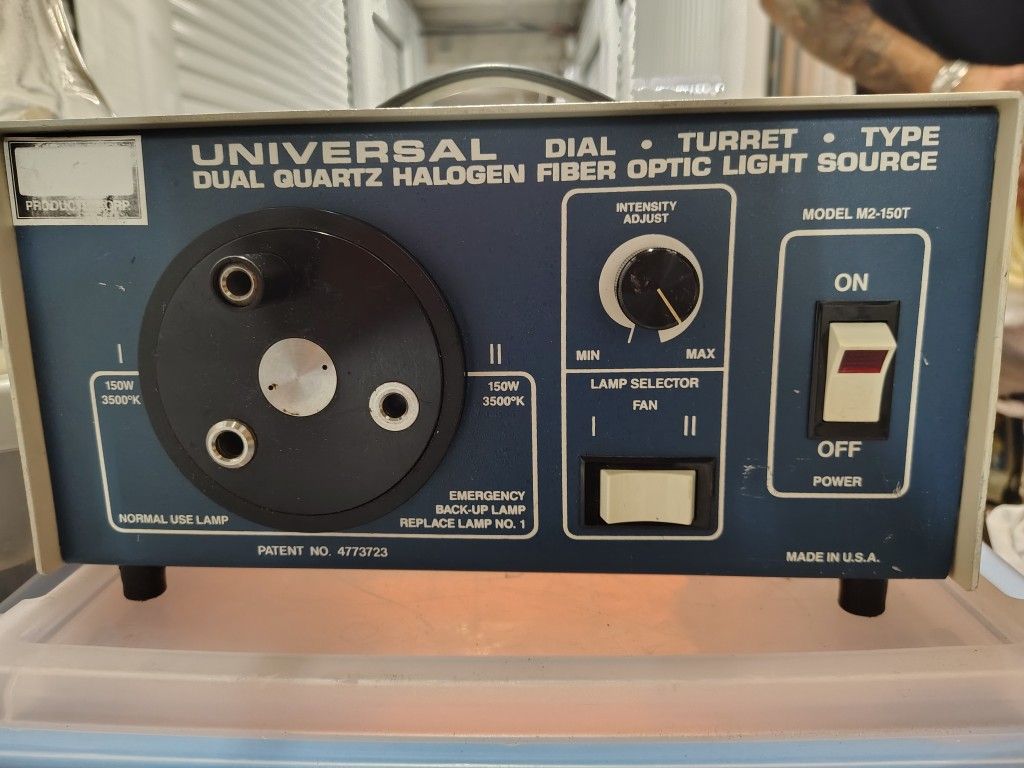 UNIVERSAL DIAL • TURRET • TYPE
DUAL QUARTZ HALOGEN FIBER OPTIC LIGHT SOURCE
CORP
INTENSITY
ADJUST
MIN MAX
MODEL M2-150T
ON
OFF
POWER
LAMP SELECTOR
FAN
I II
I
150W
3500°K
NORMAL USE LAMP
II
150W
3500°K
EMERGENCY
BACK-UP LAMP
REPLACE LAMP NO. 1
PATENT NO. 4773723
MADE IN U.S.A.